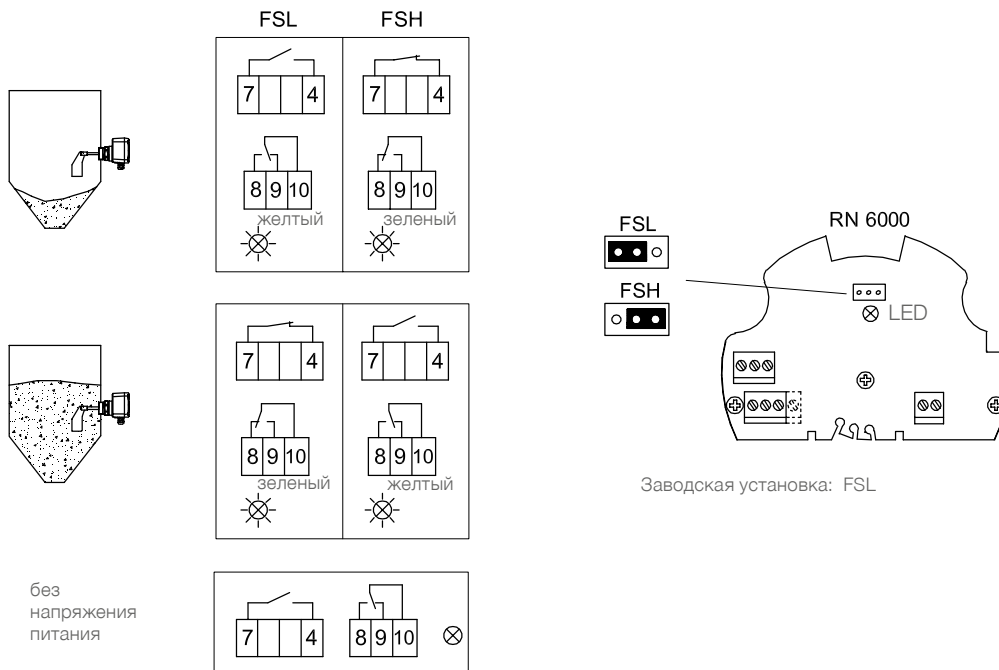 FSL FSH
7 4 7 4
8 9 10 8 9 10
желтый зеленый
FSL
FSH
RN 6000
LED
7 4 7 4
8 9 10 8 9 10
зеленый желтый
Заводская установка: FSL
без
напряжения
питания
7 4 8 9 10